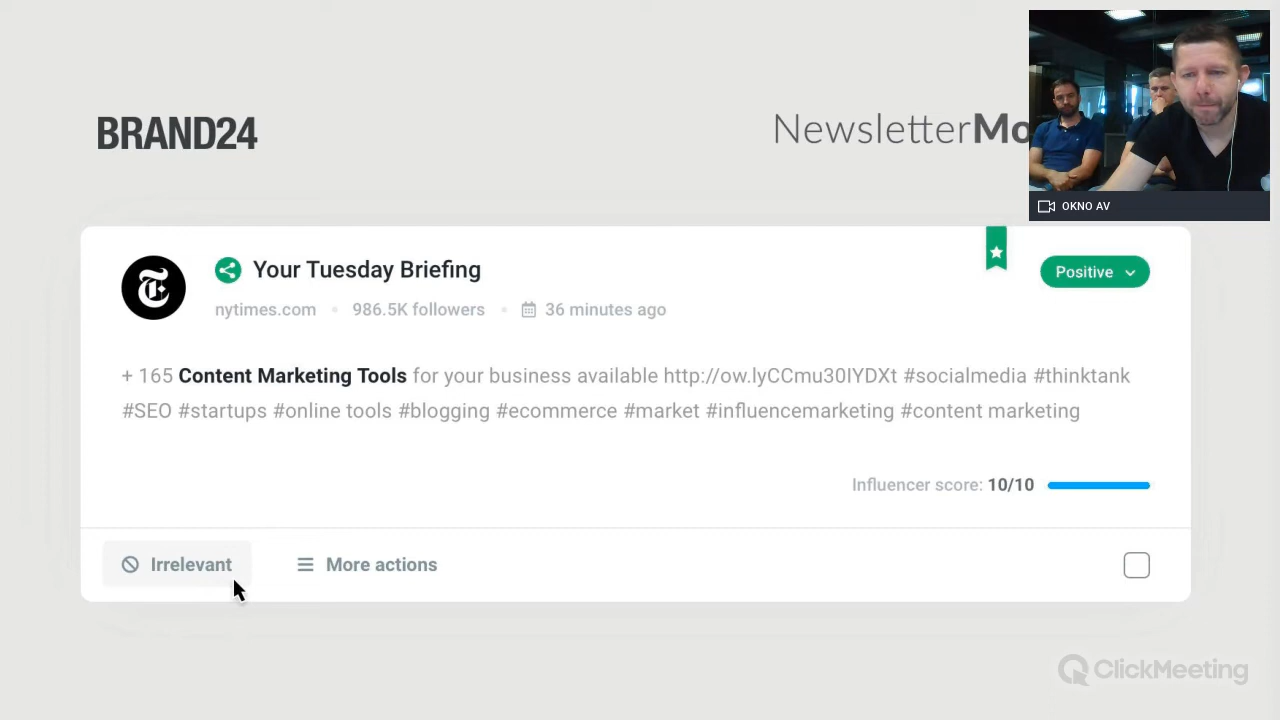 BRAND24
NewsletterMo
OKNO AV
Your Tuesday Briefing
Positive
nytimes.com • 986.5K followers • 36 minutes ago
+ 165 Content Marketing Tools for your business available http://ow.lyCCmu30IYDXt #socialmedia #thinktank
#SEO #startups #online tools #blogging #ecommerce #market #influencemarketing #content marketing
Influencer score: 10/10
Irrelevant
More actions
ClickMeeting